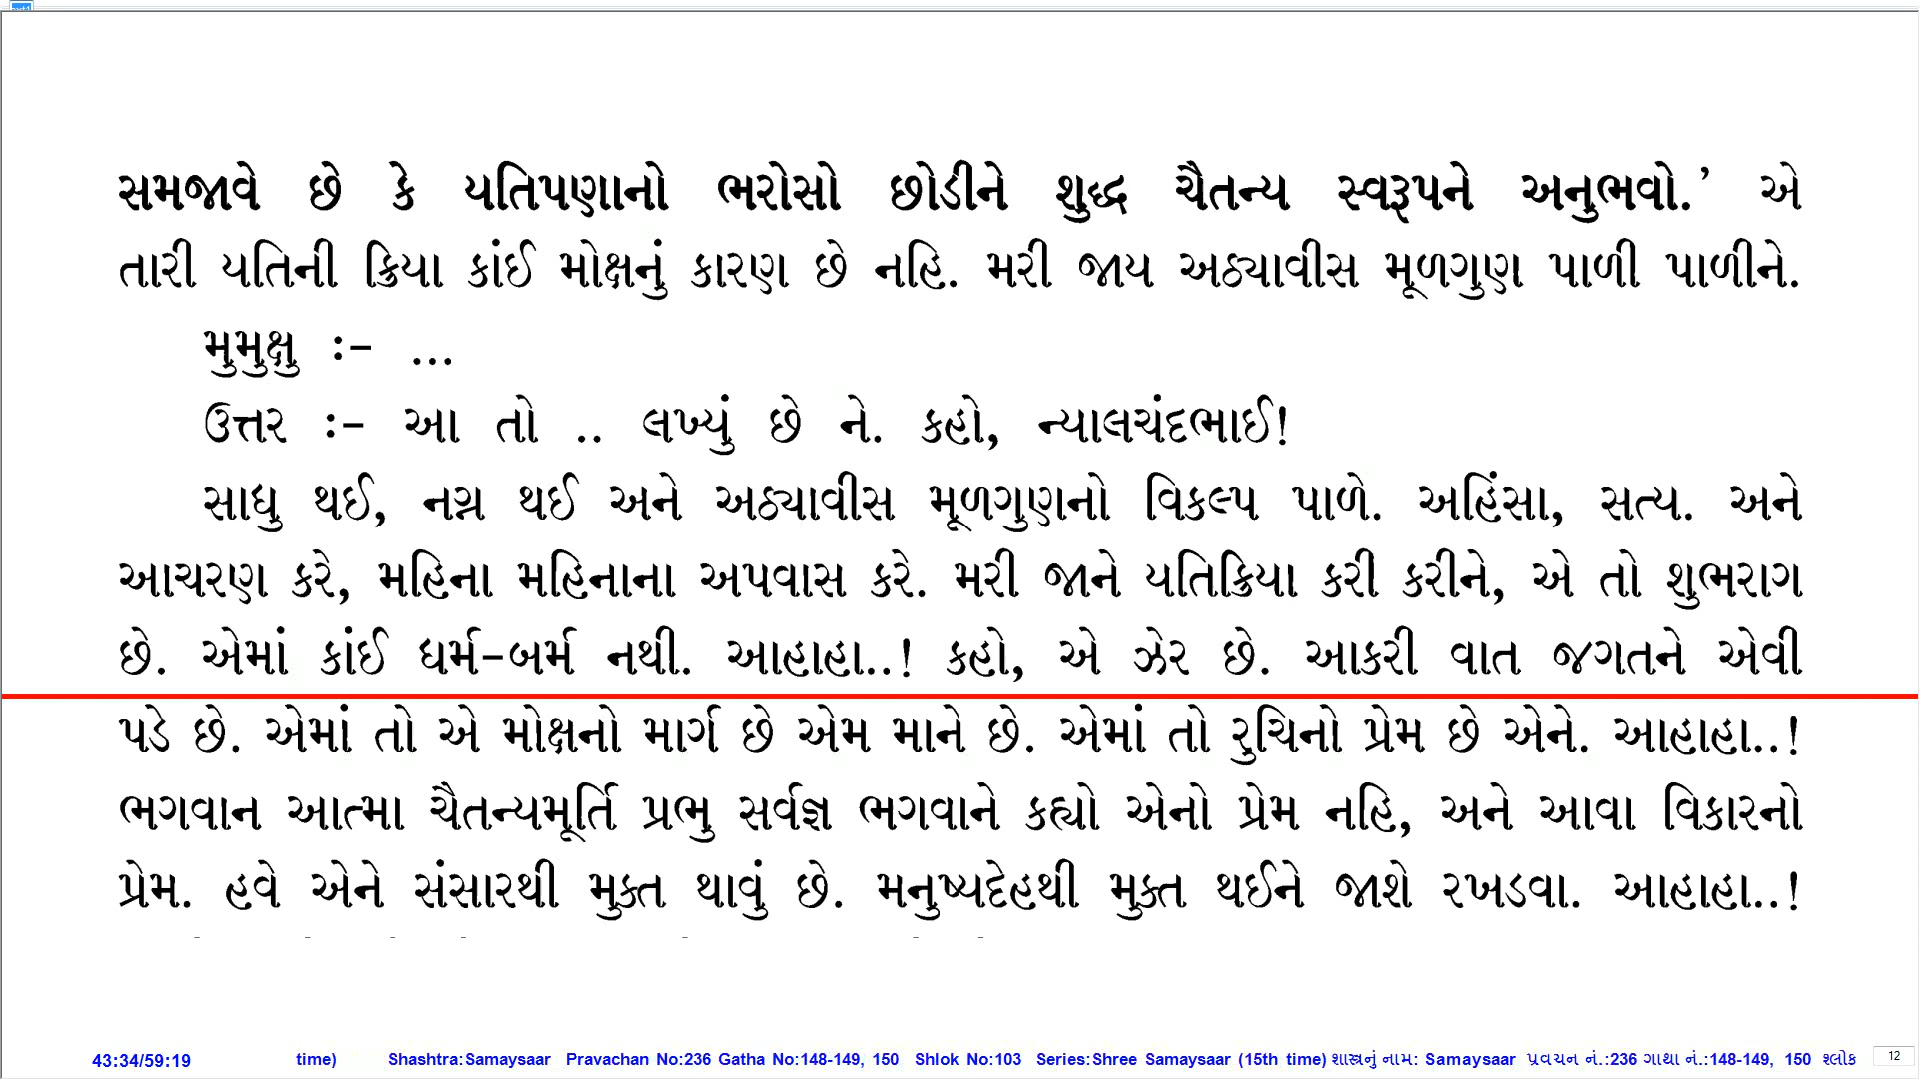 સમજાવે છે કે યતિપણાનો ભરોસો છોડીને શુદ્ધ ચૈતન્ય સ્વરૂપને અનુભવો.’ એ
તારી યતિની ક્રિયા કાંઈ મોક્ષનું કારણ છે નહિ. મરી જાય અઠ્યાવીસ મૂળગુણ પાળી પાળીને.
મુમુક્ષુ :– ...
ઉત્તર :– આ તો .. લખ્યું છે ને. કહો, ન્યાલચંદભાઈ!
સાધુ થઈ, નગ્ન થઈ અને અઠ્યાવીસ મૂળગુણનો વિકલ્પ પાળે. અહિંસા, સત્ય. અને
આચરણ કરે, મહિના મહિનાના અપવાસ કરે. મરી જાને યતિક્રિયા કરી કરીને, એ તો શુભરાગ
છે. એમાં કાંઈ ધર્મ–બર્મ નથી. આહાહા..! કહો, એ ઝેર છે. આકરી વાત જગતને એવી
પડે છે. એમાં તો એ મોક્ષનો માર્ગ છે એમ માને છે. એમાં તો રુચિનો પ્રેમ છે એને. આહાહા..!
ભગવાન આત્મા ચૈતન્યમૂર્તિ પ્રભુ સર્વજ્ઞ ભગવાને કહ્યો એનો પ્રેમ નહિ, અને આવા વિકારનો
પ્રેમ. હવે એને સંસારથી મુક્ત થાવું છે. મનુષ્યદેહથી મુક્ત થઈને જાશે રખડવા. આહાહા..!
43:34/59:19 time) Shashtra:Samaysaar Pravachan No:236 Gatha No:148-149, 150 Shlok No:103 Series:Shree Samaysaar (15th time) શાસ્ત્રનું નામ: Samaysaar પ્રવચન નં.:236 ગાથા નં.:148-149, 150 શ્લોક 12